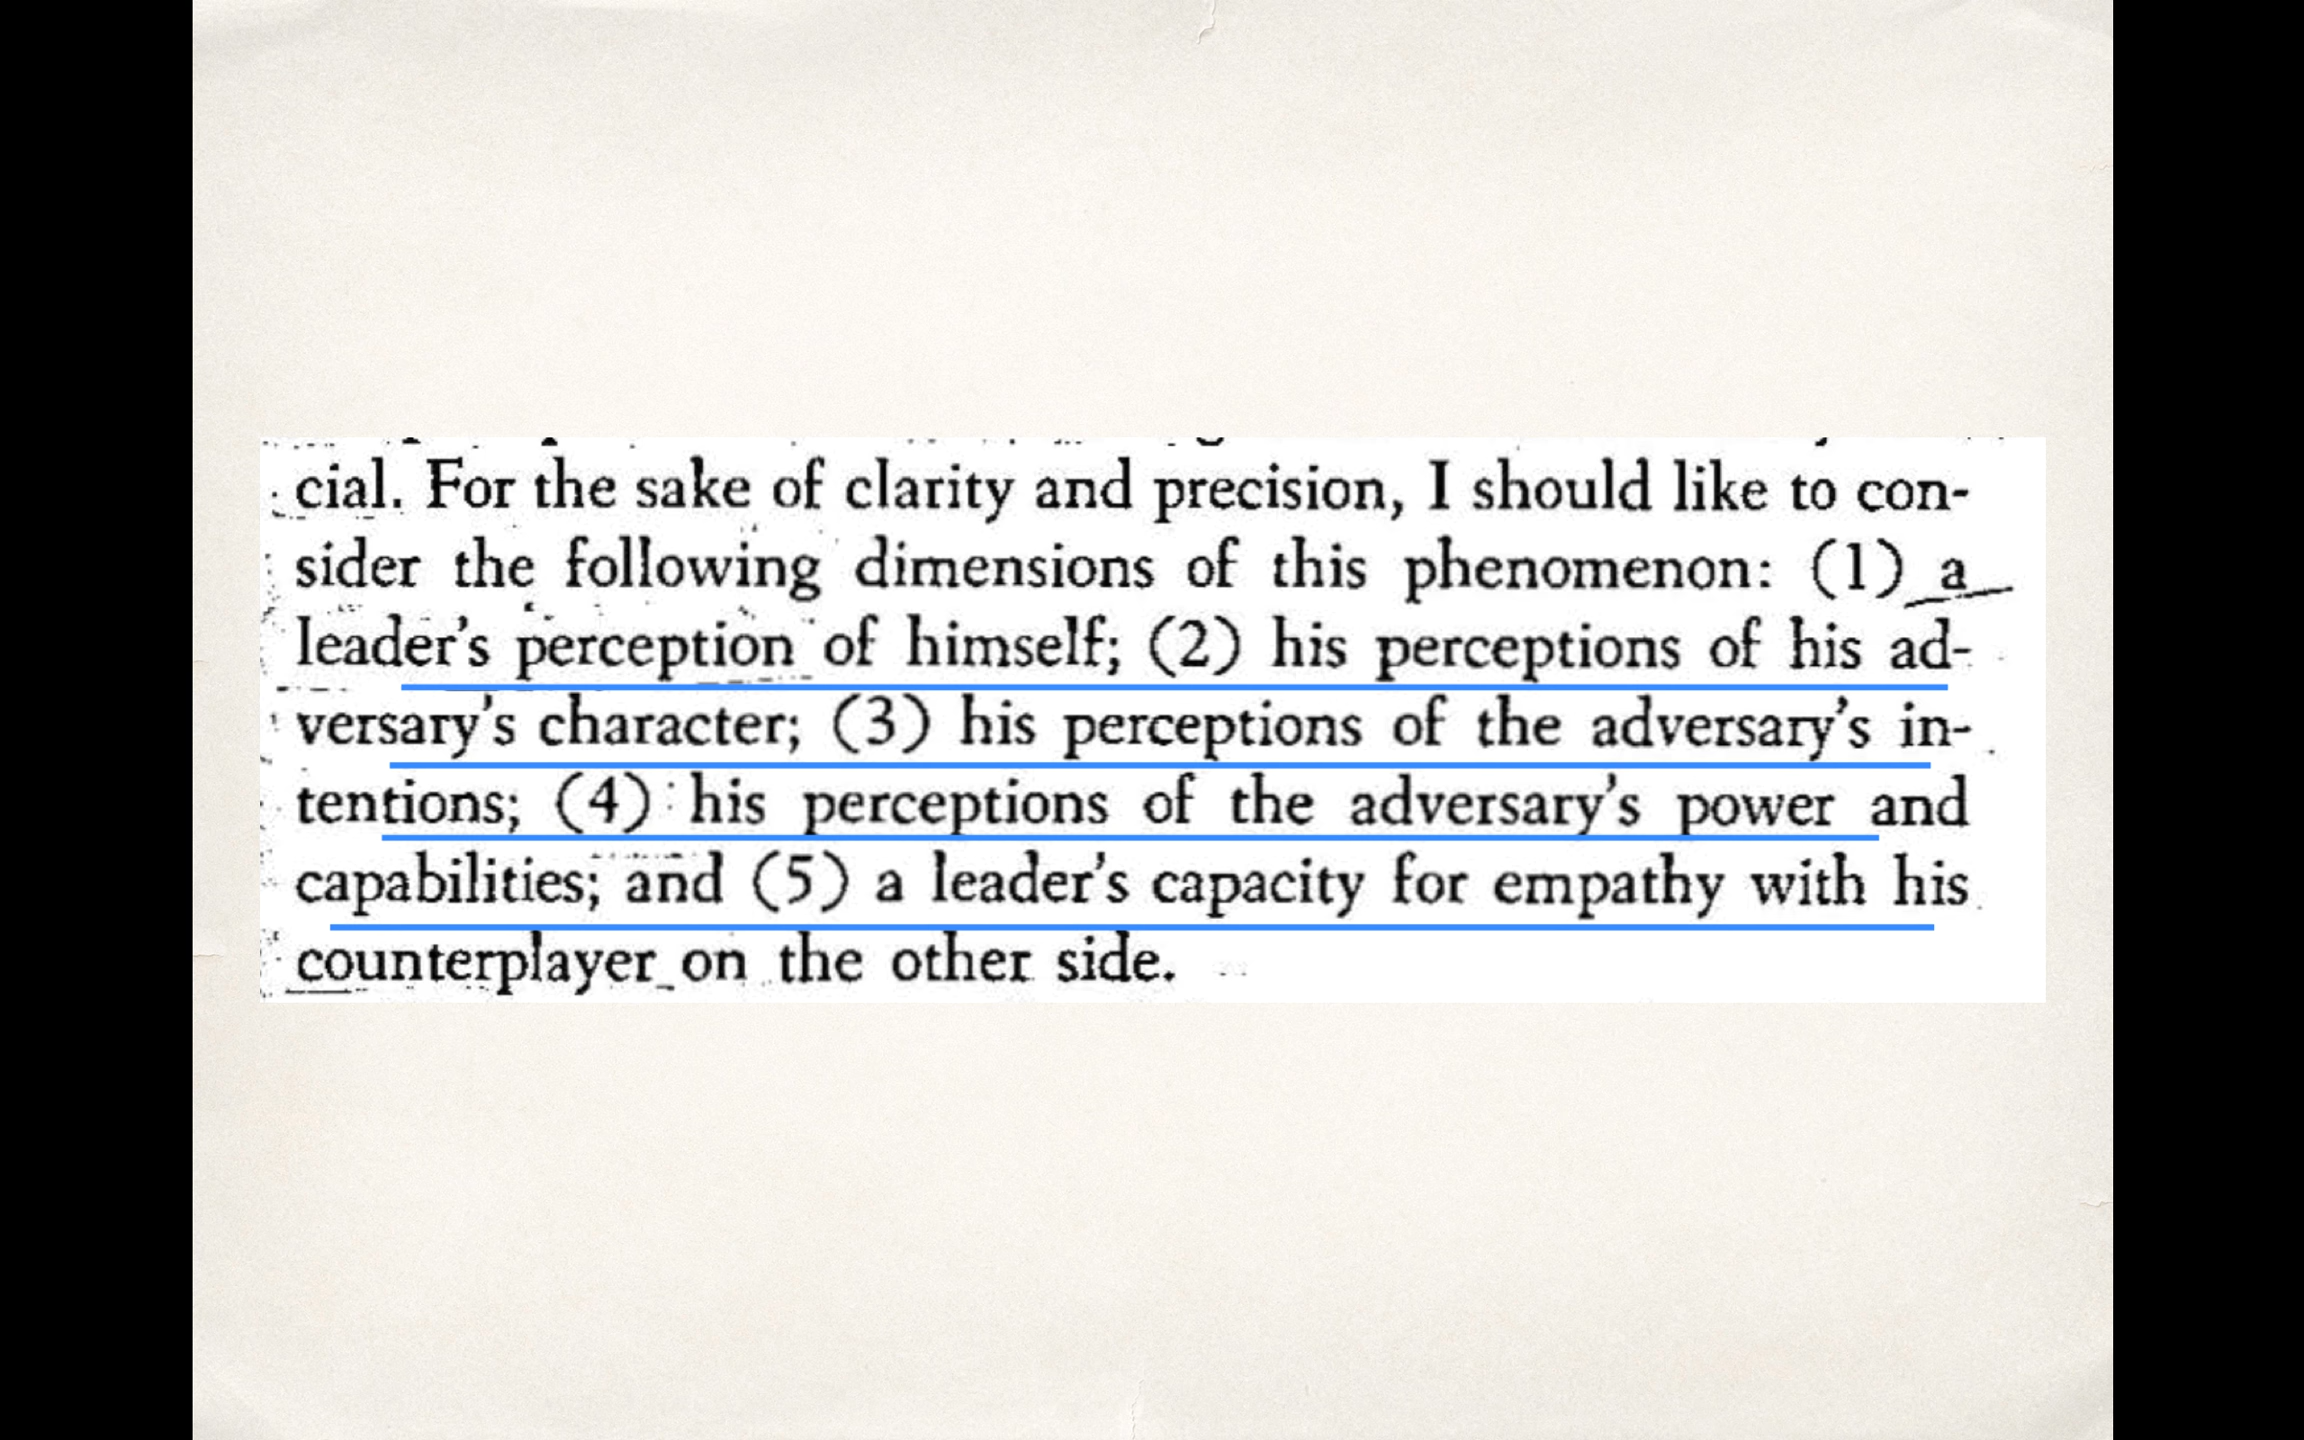 cial. For the sake of clarity and precision, I should like to con-
sider the following dimensions of this phenomenon: (1) a
leader's perception of himself; (2) his perceptions of his ad-
versary's character; (3) his perceptions of the adversary's in-
tentions; (4) his perceptions of the adversary's power and
capabilities; and (5) a leader's capacity for empathy with his
counterplayer on the other side.